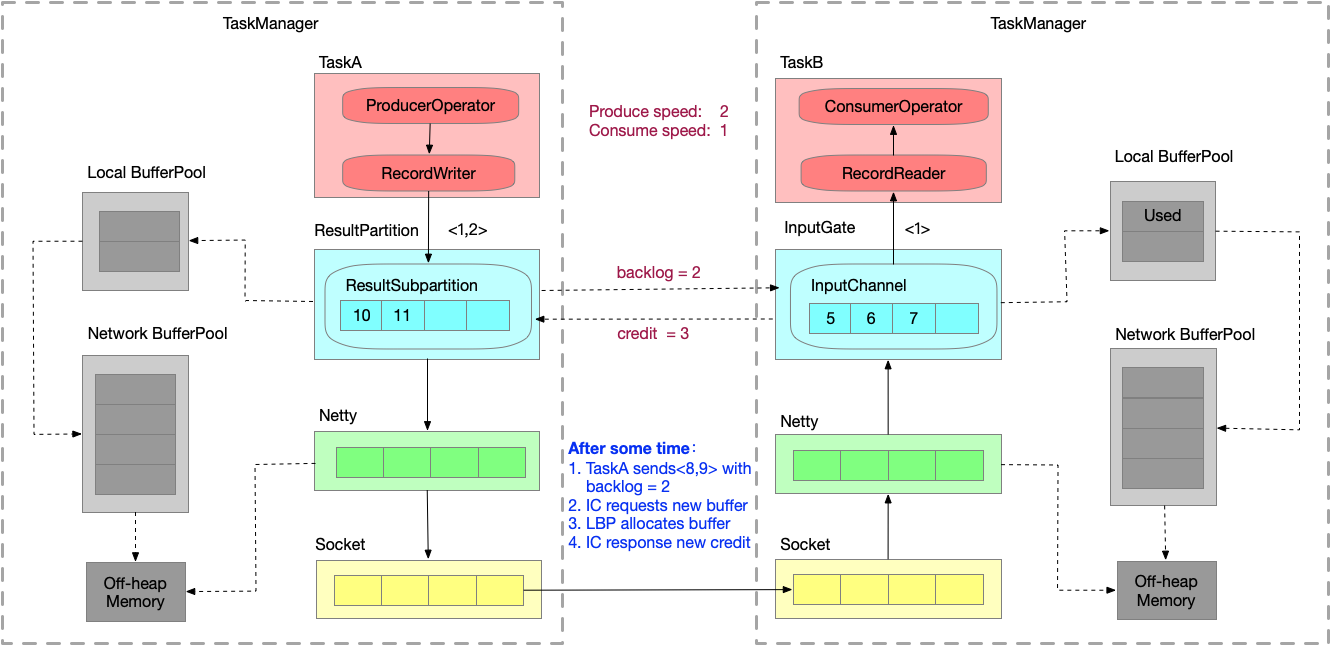 TaskManager
TaskA
ProducerOperator
RecordWriter
Local BufferPool
ResultPartition <1,2>
ResultSubpartition
10 11
Network BufferPool
Netty
Socket
Off-heap
Memory
Produce speed: 2
Consume speed: 1
backlog = 2
credit = 3
After some time:
1. TaskA sends<8,9> with
backlog = 2
2. IC requests new buffer
3. LBP allocates buffer
4. IC response new credit
TaskManager
TaskB
ConsumerOperator
RecordReader
Local BufferPool
Used
InputGate <1>
InputChannel
5 6 7
Network BufferPool
Netty
Socket
Off-heap
Memory